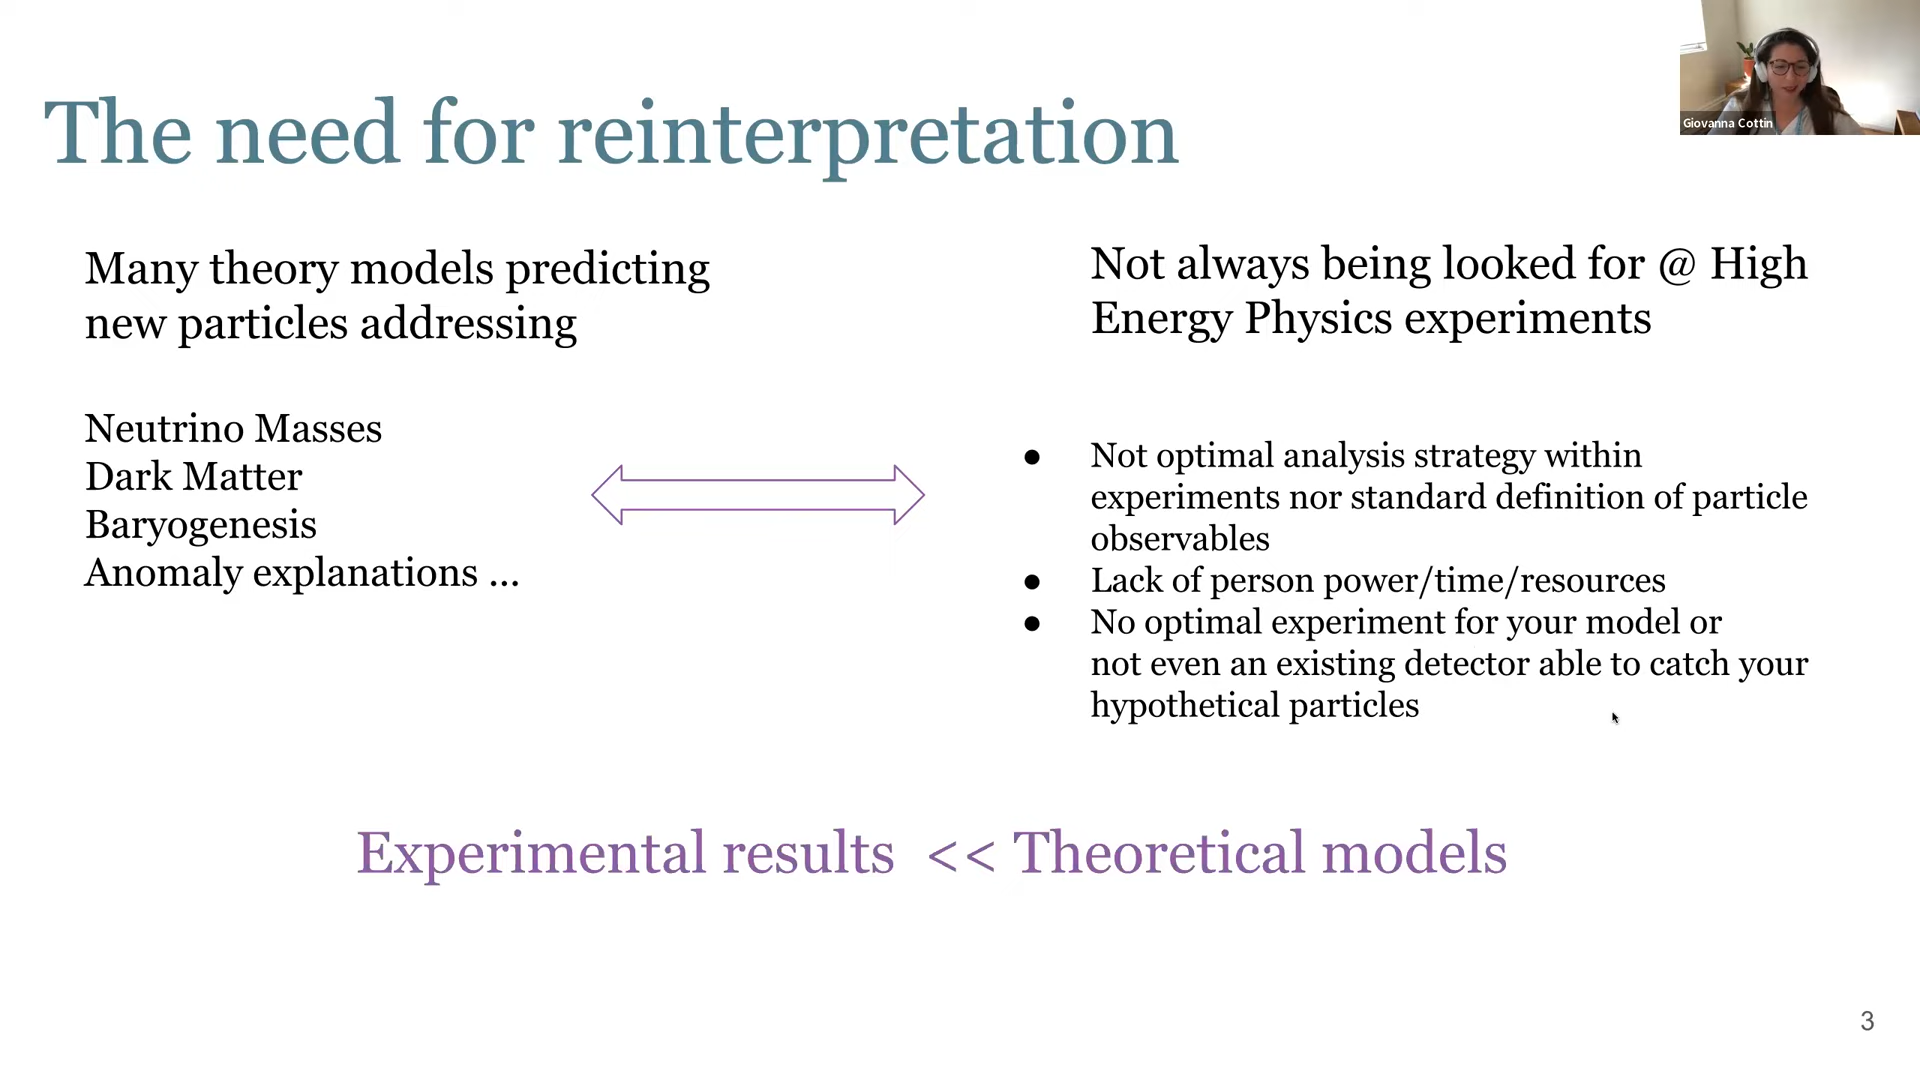 The need for reinterpretation
Giovanna Cottin
Many theory models predicting
new particles addressing
Neutrino Masses
Dark Matter
Baryogenesis
Anomaly explanations ...
Not always being looked for @ High
Energy Physics experiments
● Not optimal analysis strategy within
experiments nor standard definition of particle
observables
● Lack of person power/time/resources
● No optimal experiment for your model or
not even an existing detector able to catch your
hypothetical particles
Experimental results << Theoretical models
3